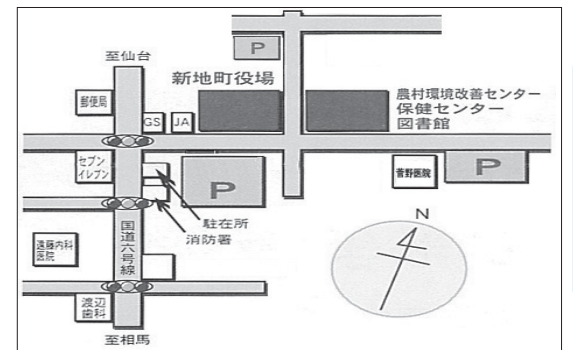 至仙台
P
新地町役場
農村環境改善センター
保健センター
図書館
郵便局
GS
JA
セブン
イレブン
P
菅野医院
P
駐在所
消防署
国道六号線
遠藤内科
医院
N
渡辺
歯科
至相馬